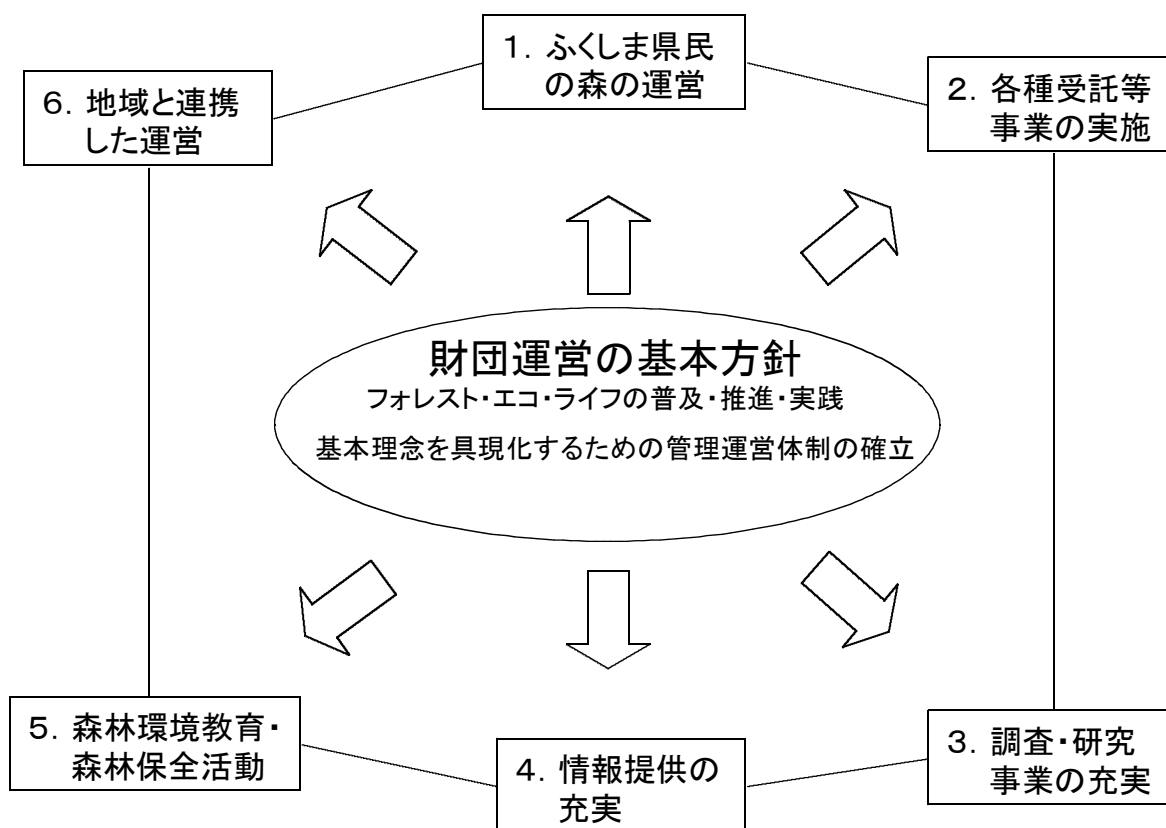 1. ふくしま県民
の森の運営
2. 各種受託等
事業の実施
3. 調査・研究
事業の充実
4. 情報提供の
充実
5. 森林環境教育・
森林保全活動
6. 地域と連携
した運営
財団運営の基本方針
フォレスト・エコ・ライフの普及・推進・実践
基本理念を具現化するための管理運営体制の確立